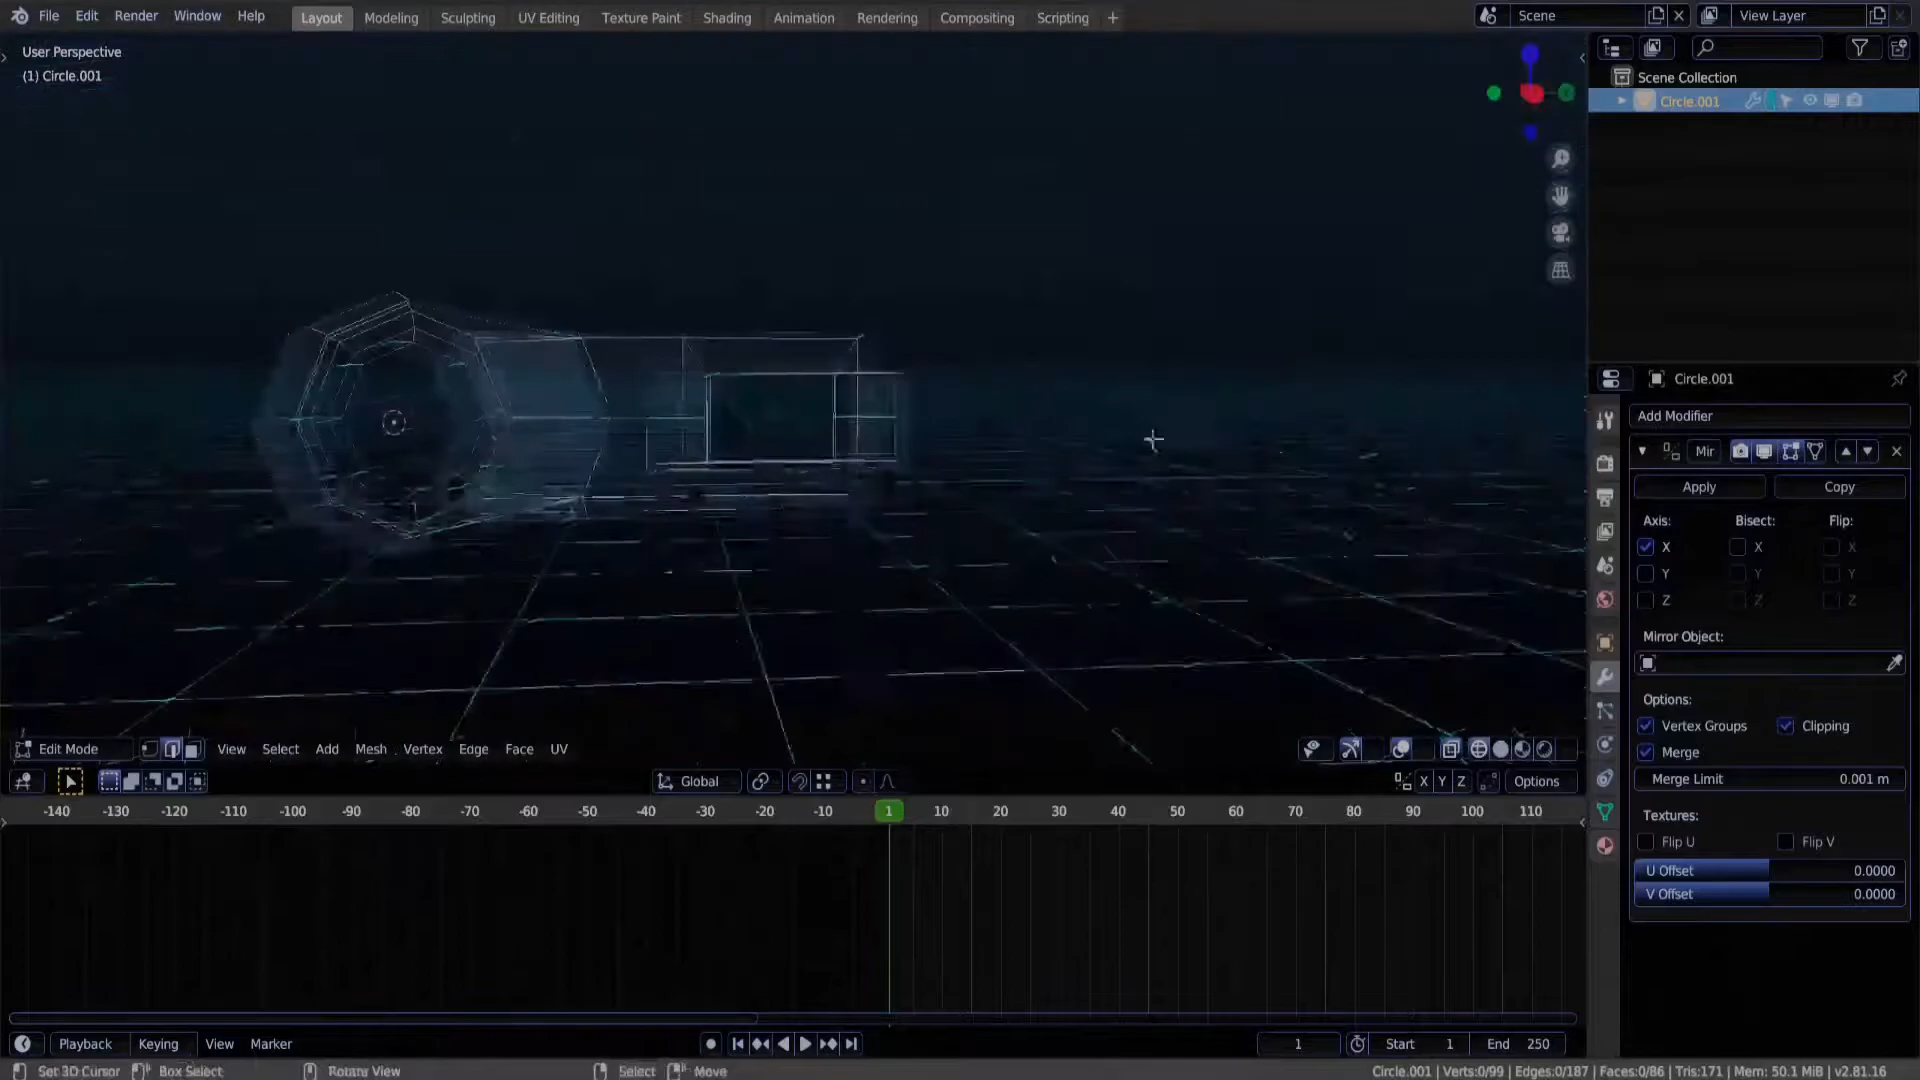 File Edit Render Window Help Layout Modeling Sculpting UV Editing Texture Paint Shading Animation Rendering Compositing Scripting + Scene View Layer
User Perspective
(1) Circle.001
Scene Collection
Circle.001
Circle.001
Add Modifier
Mir
Apply Copy
Axis: Bisect: Flip:
X X X
Y Y Y
Z Z Z
Mirror Object:
Options:
Vertex Groups Clipping
Merge
Merge Limit 0.001 m
Textures:
Flip U Flip V
U Offset 0.0000
V Offset 0.0000
Edit Mode View Select Add Mesh Vertex Edge Face UV
Global X Y Z Options
-140 -130 -120 -110 -100 -90 -80 -70 -60 -50 -40 -30 -20 -10 1 10 20 30 40 50 60 70 80 90 100 110
Playback Keying View Marker 1 Start 1 End 250
Set 3D Cursor Box Select Rotate View Select Move Circle.001 | Verts:0/99 | Edges:0/187 | Faces:0/86 | Tris:171 | Mem: 50.1 MiB | v2.81.16